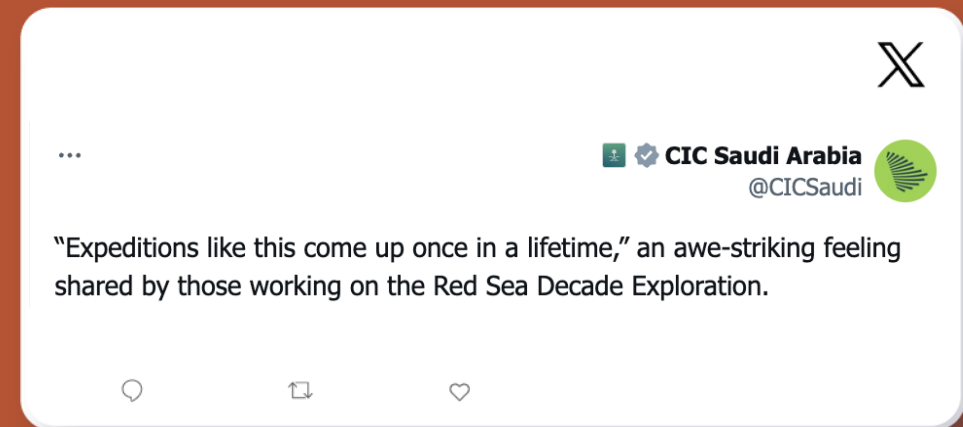 CIC Saudi Arabia
@CICSaudi
“Expeditions like this come up once in a lifetime,” an awe-striking feeling
shared by those working on the Red Sea Decade Exploration.